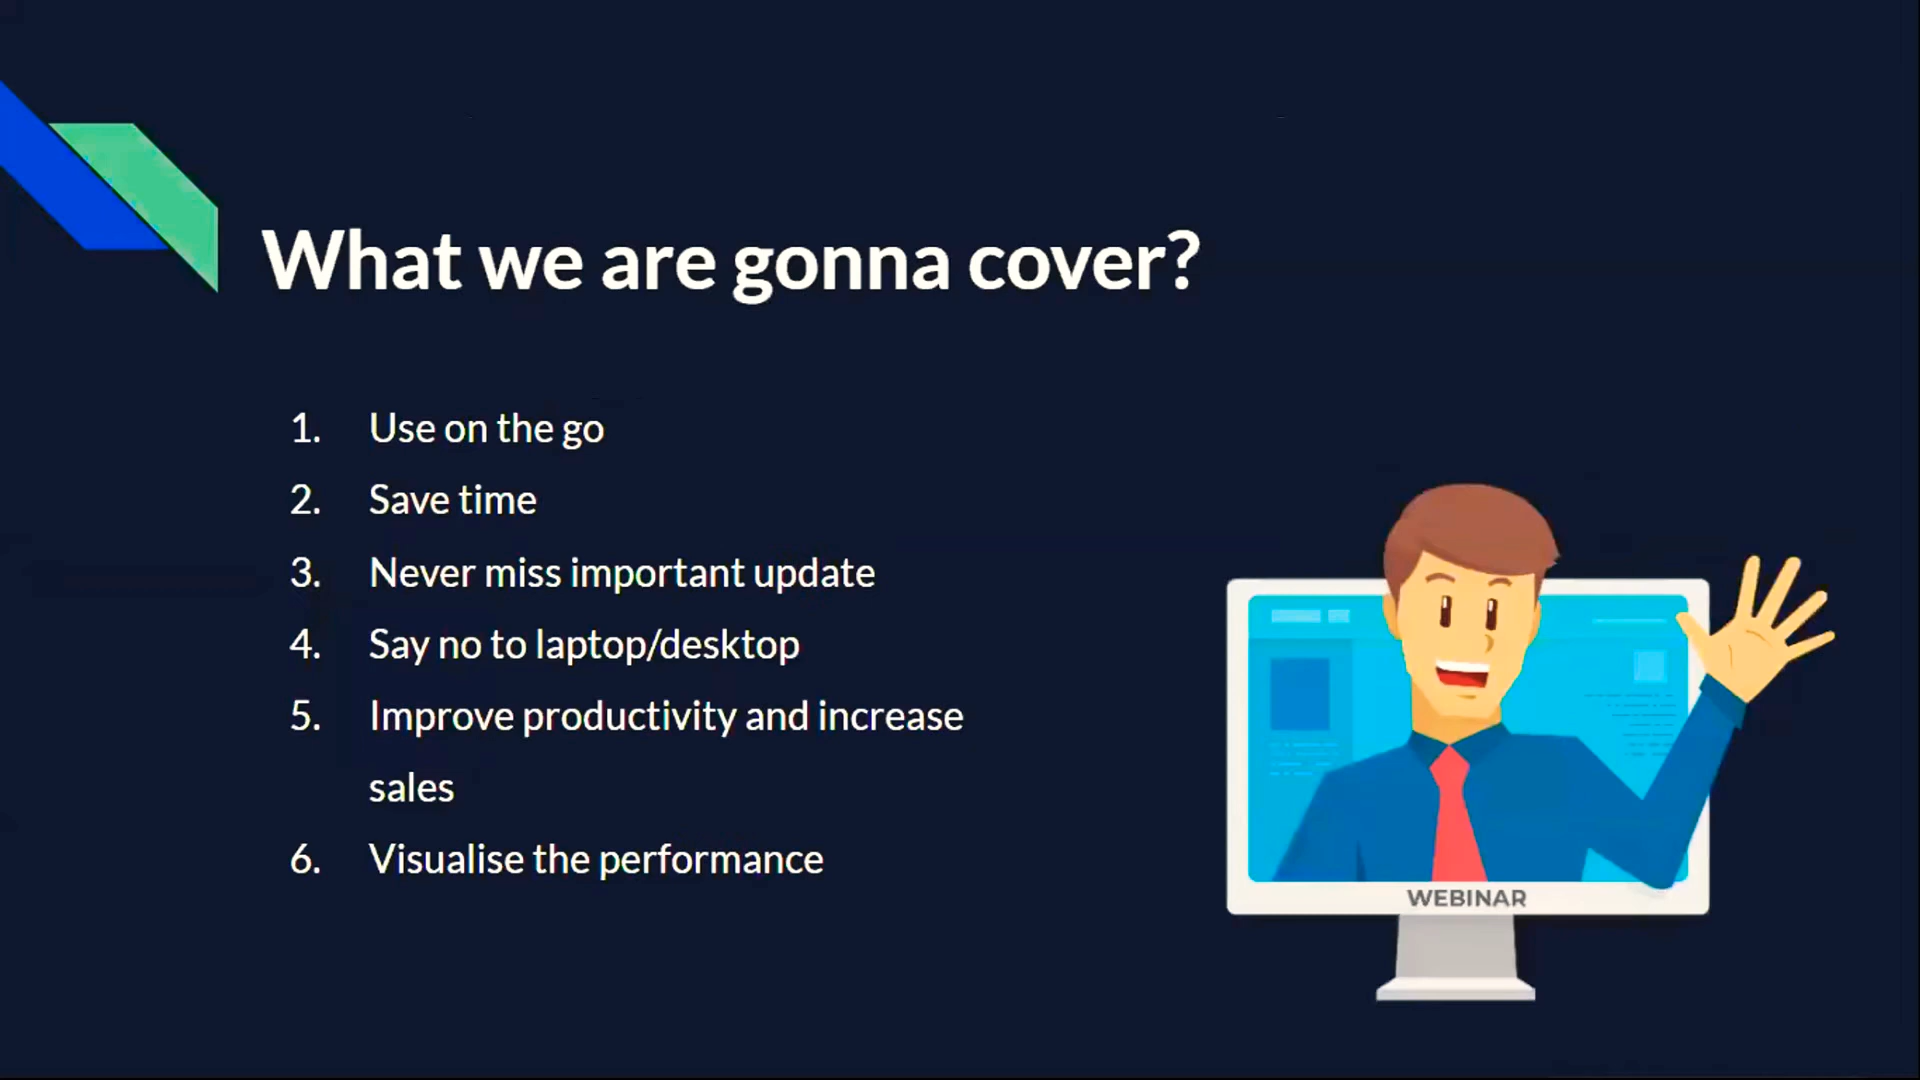 What we are gonna cover?
1. Use on the go
2. Save time
3. Never miss important update
4. Say no to laptop/desktop
5. Improve productivity and increase
sales
6. Visualise the performance
WEBINAR